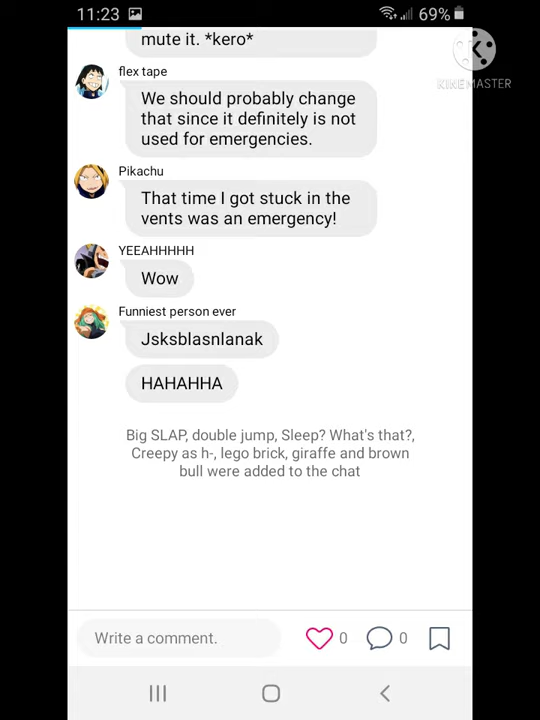 11:23
69%
KINEMASTER
mute it. *kero*
flex tape
We should probably change
that since it definitely is not
used for emergencies.
Pikachu
That time I got stuck in the
vents was an emergency!
YEEAHHHHH
Wow
Funniest person ever
Jsksblasnlanak
HAHAHHA
Big SLAP, double jump, Sleep? What's that?,
Creepy as h-, lego brick, giraffe and brown
bull were added to the chat
Write a comment.
0
0